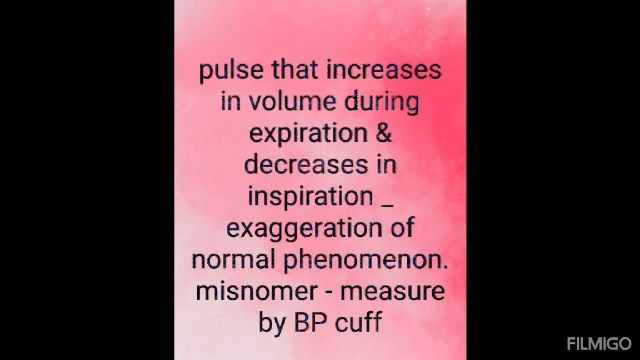 pulse that increases
in volume during
expiration &
decreases in
inspiration _
exaggeration of
normal phenomenon.
misnomer - measure
by BP cuff
FILMIGO